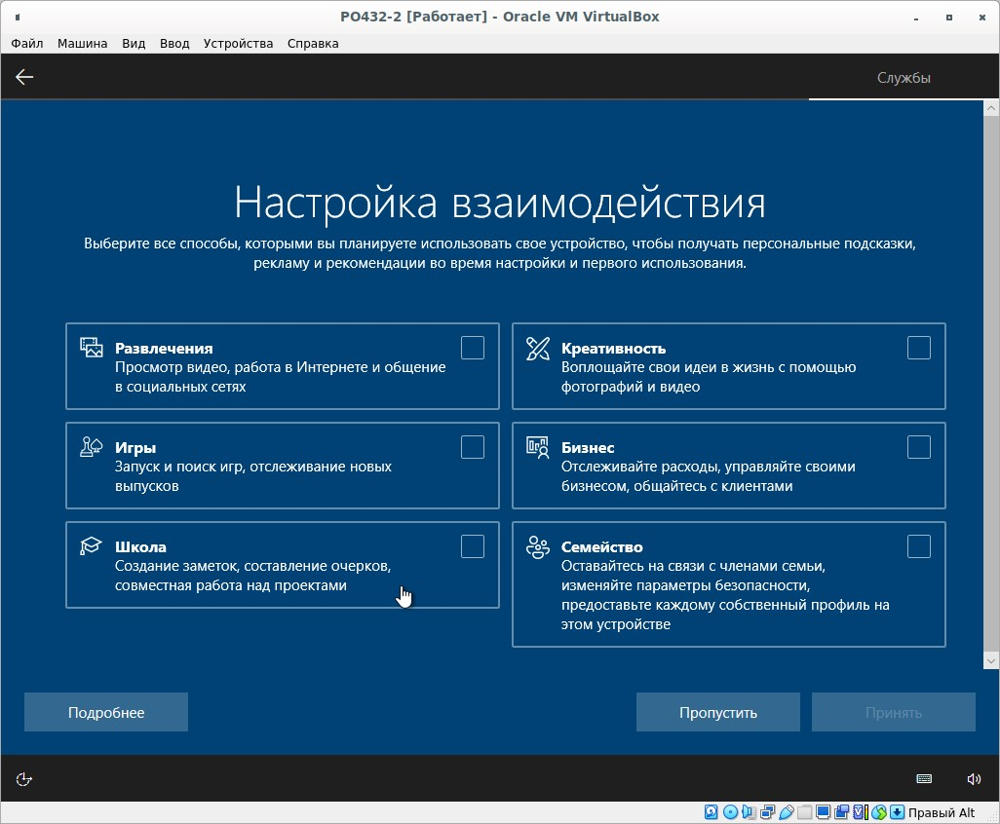 PO432-2 [Работает] - Oracle VM VirtualBox
Файл Машина Вид Ввод Устройства Справка
Службы
Настройка взаимодействия
Выберите все способы, которыми вы планируете использовать свое устройство, чтобы получать персональные подсказки,
рекламу и рекомендации во время настройки и первого использования.
Развлечения
Просмотр видео, работа в Интернете и общение
в социальных сетях
Креативность
Воплощайте свои идеи в жизнь с помощью
фотографий и видео
Игры
Запуск и поиск игр, отслеживание новых
выпусков
Бизнес
Отслеживайте расходы, управляйте своими
бизнесом, общайтесь с клиентами
Школа
Создание заметок, составление очерков,
совместная работа над проектами
Семейство
Оставайтесь на связи с членами семьи,
изменяйте параметры безопасности,
предоставьте каждому собственный профиль на
этом устройстве
Подробнее
Пропустить
Принять
Правый Alt